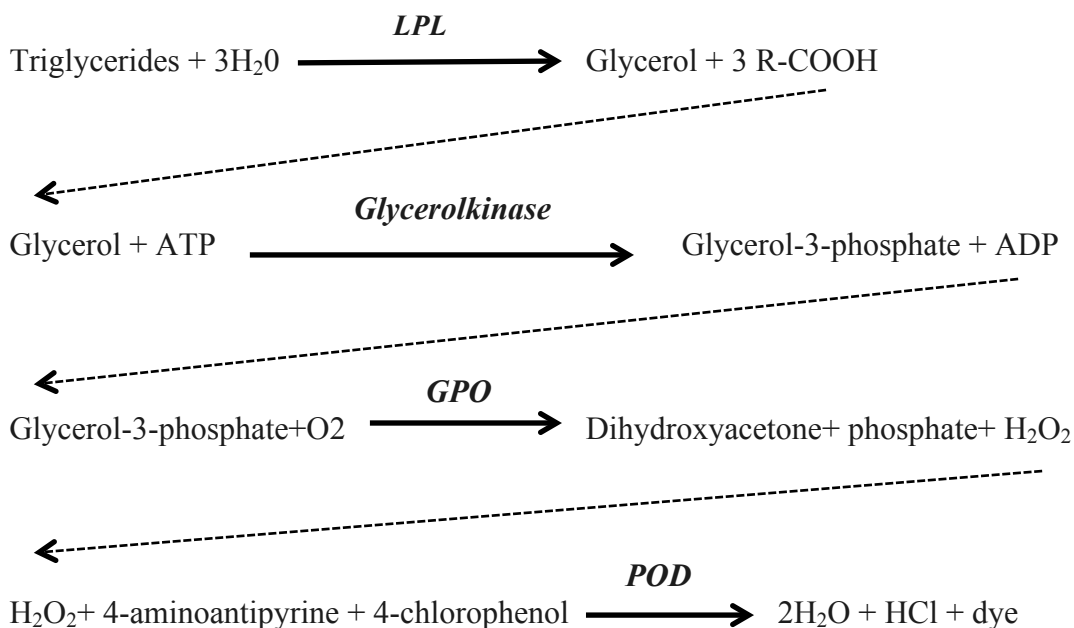 LPL
Triglycerides + 3H₂0 Glycerol + 3 R-COOH
Glycerolkinase
Glycerol + ATP Glycerol-3-phosphate + ADP
GPO
Glycerol-3-phosphate+O2 Dihydroxyacetone+ phosphate+ H₂O₂
POD
H₂O₂+ 4-aminoantipyrine + 4-chlorophenol 2H₂O + HCl + dye